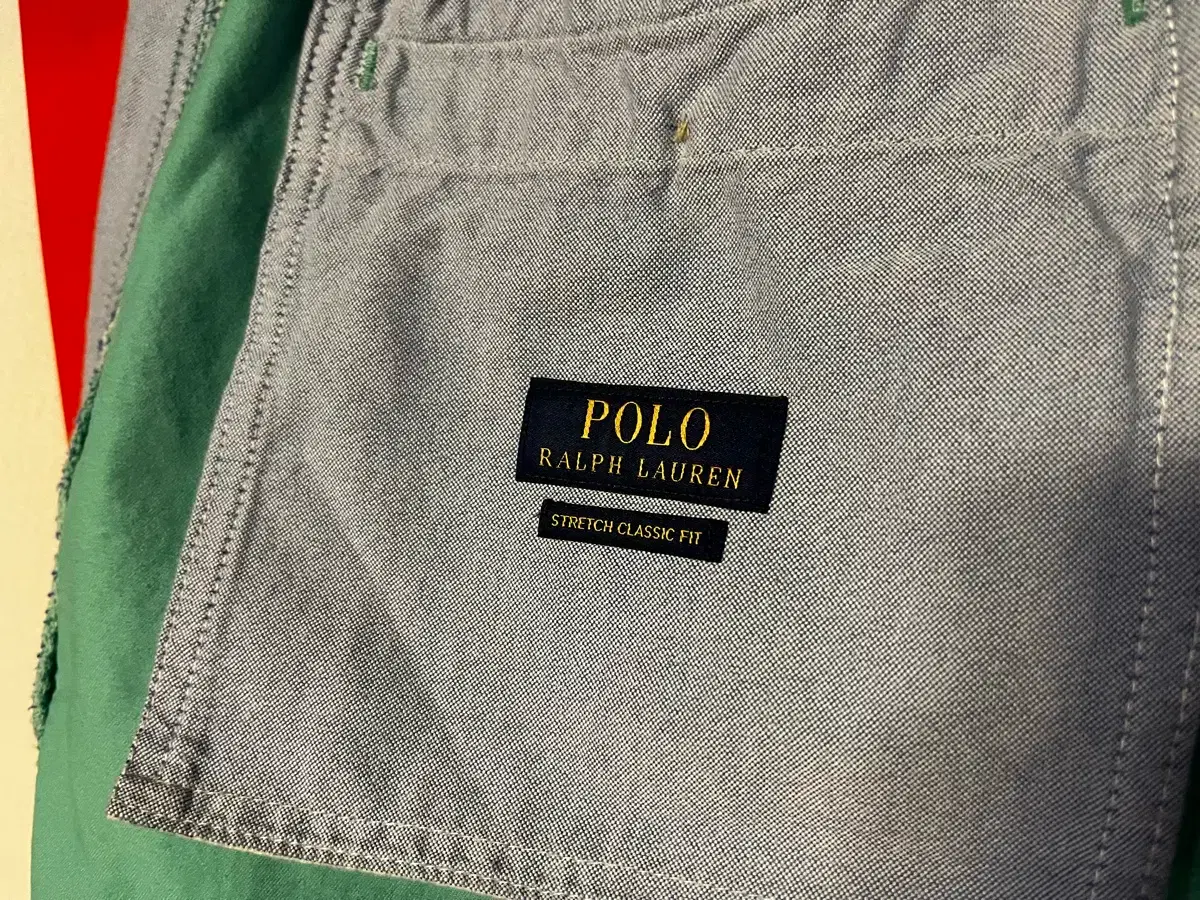 POLO
RALPH LAUREN
STRETCH CLASSIC FIT